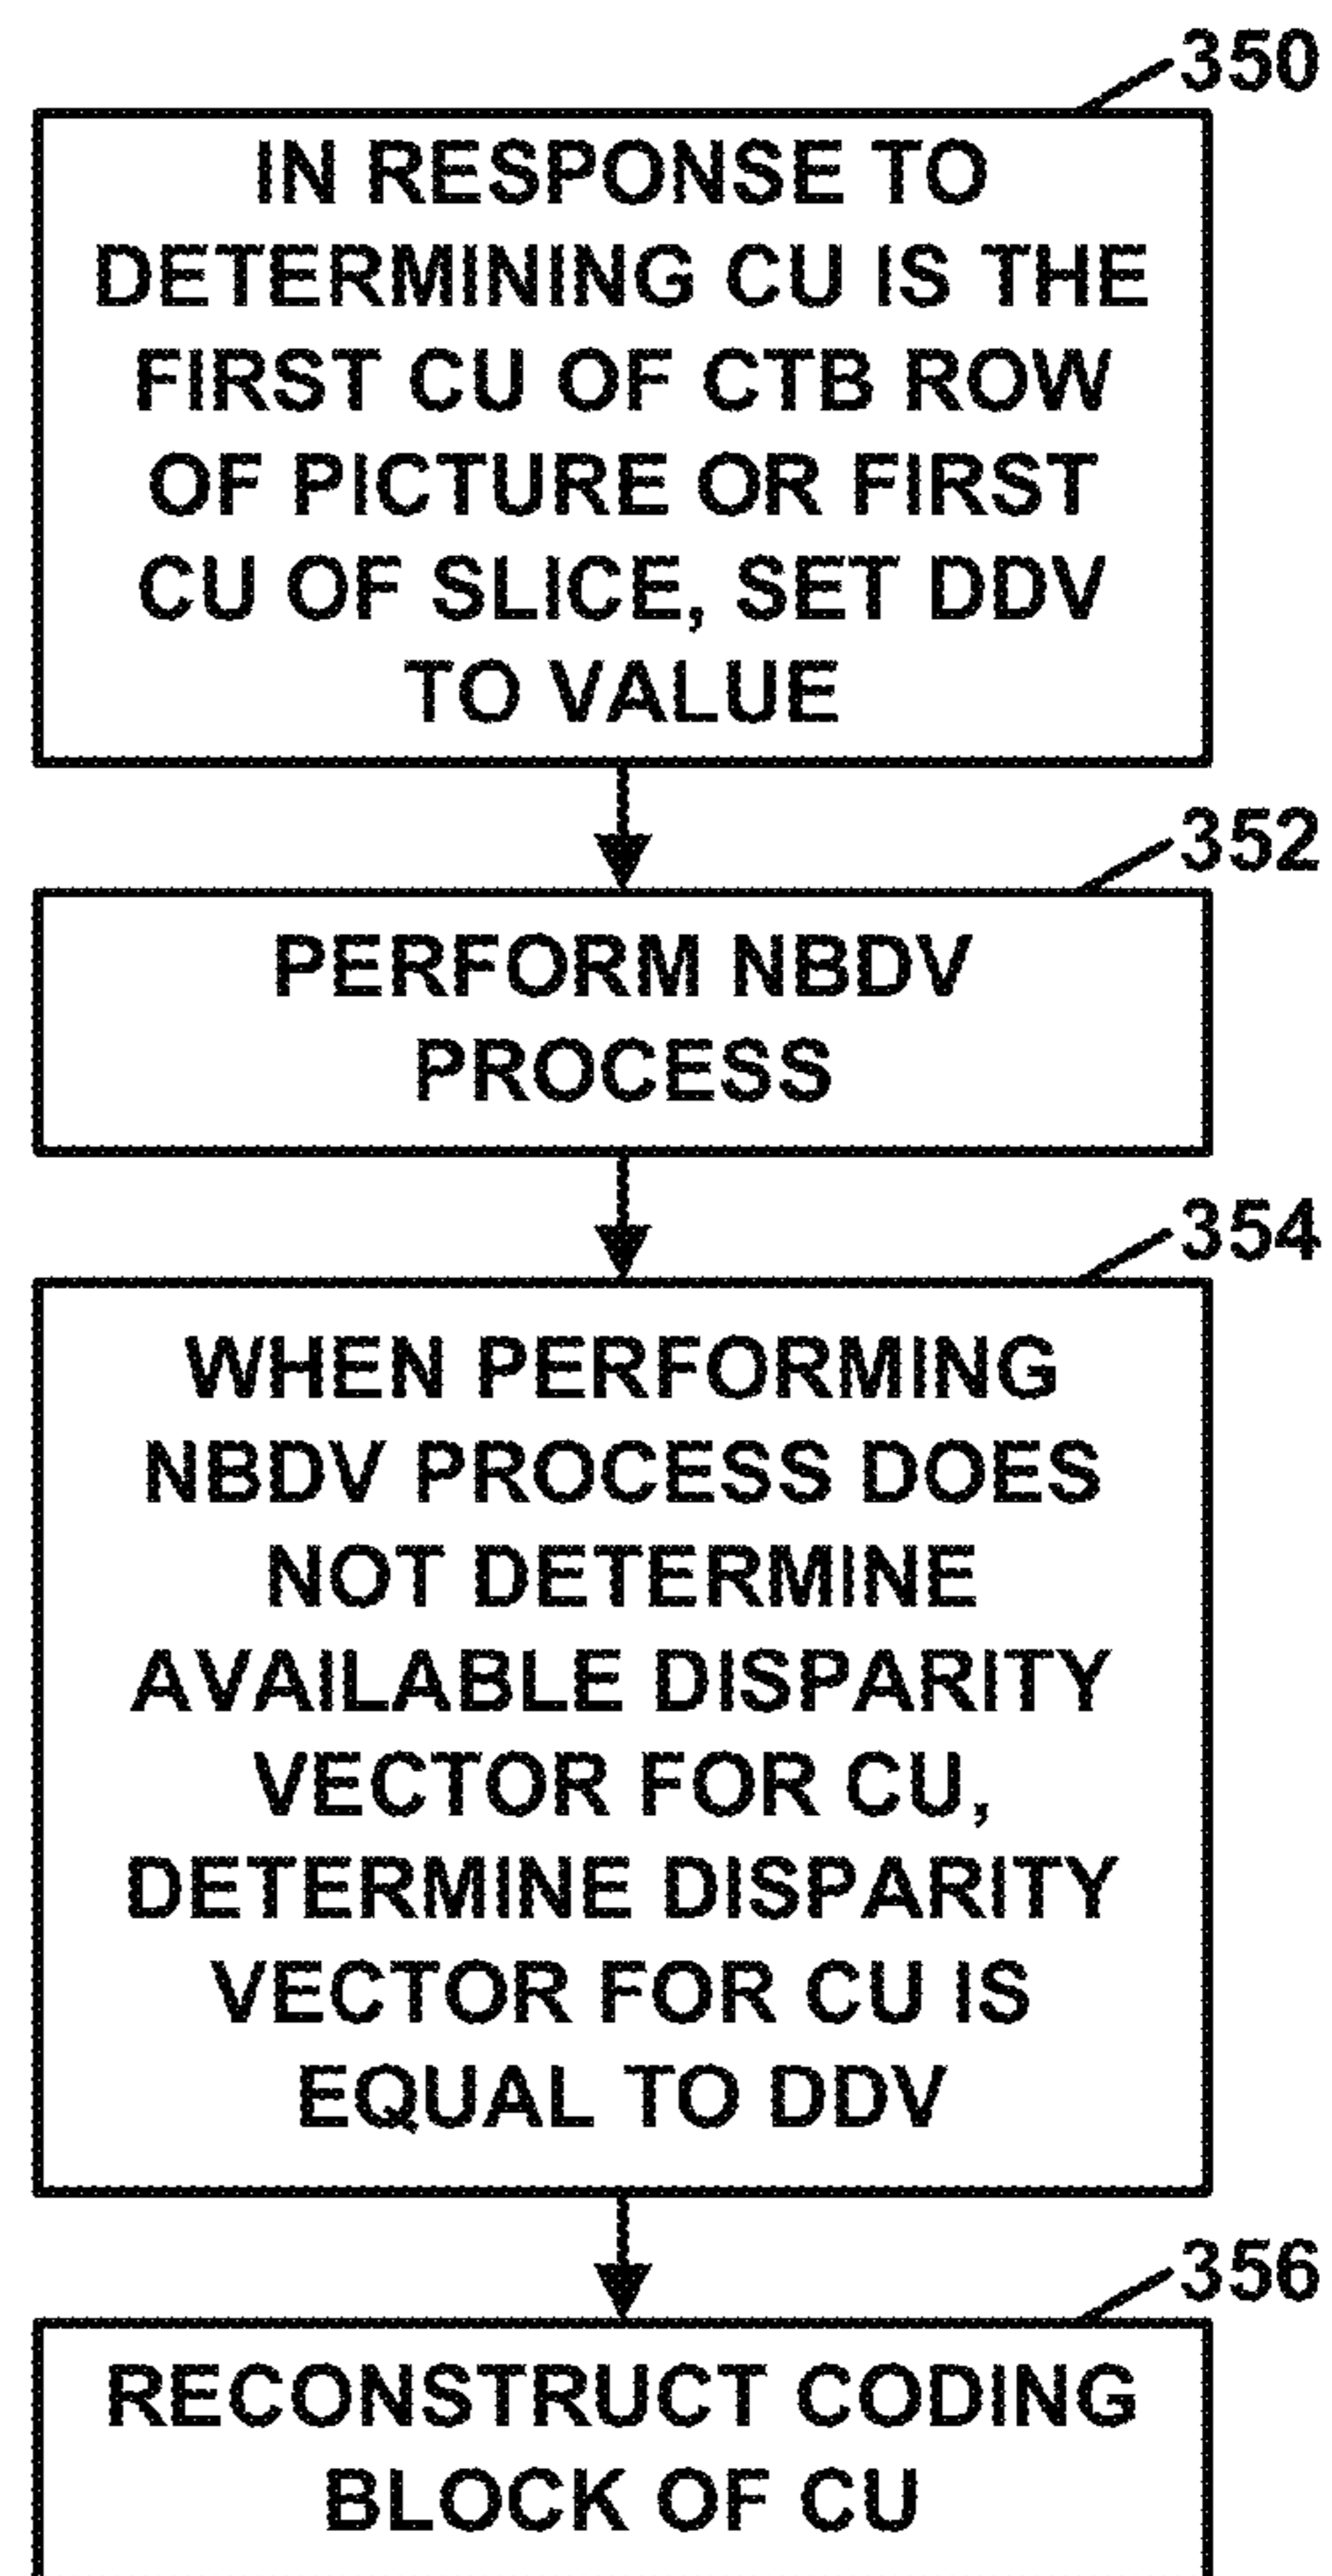 350
IN RESPONSE TO
DETERMINING CU IS THE
FIRST CU OF CTB ROW
OF PICTURE OR FIRST
CU OF SLICE, SET DDV
TO VALUE
352
PERFORM NBDV
PROCESS
354
WHEN PERFORMING
NBDV PROCESS DOES
NOT DETERMINE
AVAILABLE DISPARITY
VECTOR FOR CU,
DETERMINE DISPARITY
VECTOR FOR CU IS
EQUAL TO DDV
356
RECONSTRUCT CODING
BLOCK OF CU